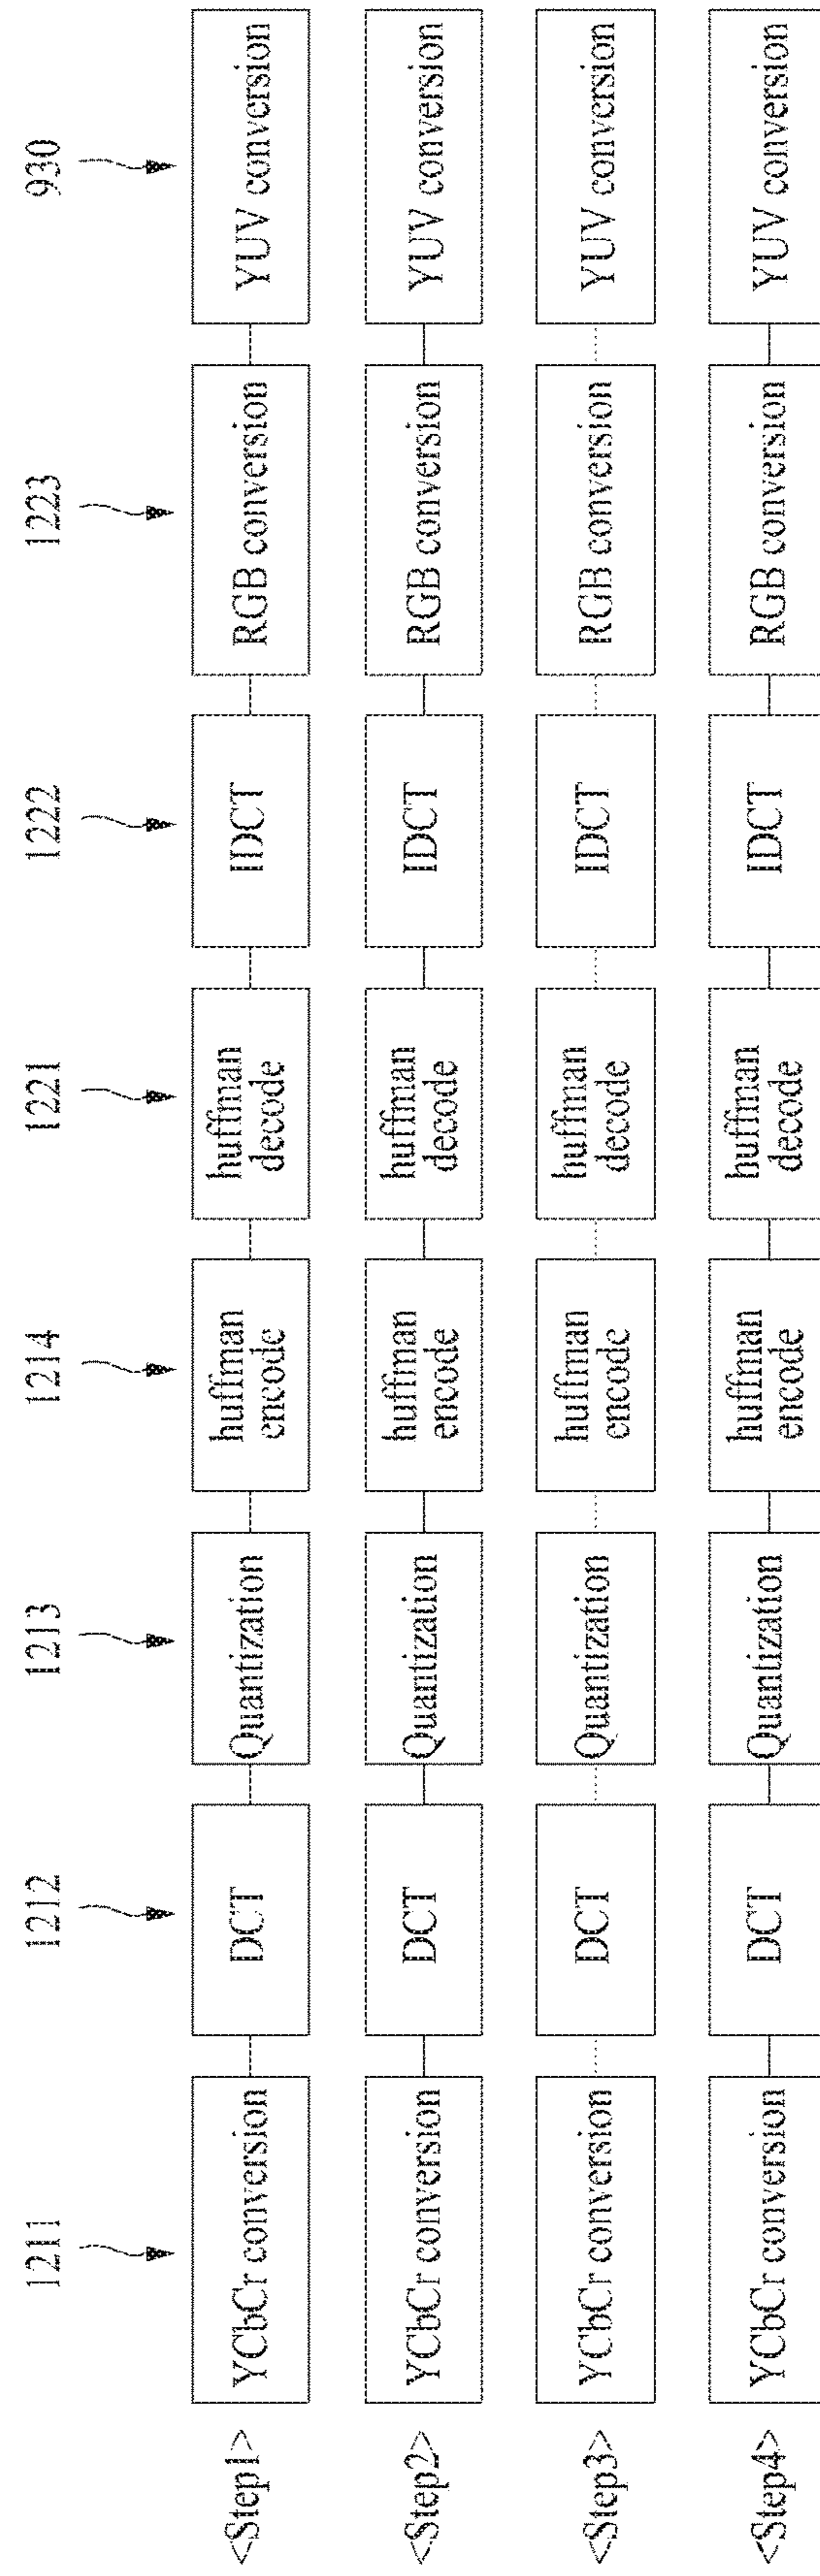 1211
1212
1213
1214
1221
1222
1223
930
<Step1>
YCbCr conversion
DCT
Quantization
huffman
encode
huffman
decode
IDCT
RGB conversion
YUV conversion
<Step2>
YCbCr conversion
DCT
Quantization
huffman
encode
huffman
decode
IDCT
RGB conversion
YUV conversion
<Step3>
YCbCr conversion
DCT
Quantization
huffman
encode
huffman
decode
IDCT
RGB conversion
YUV conversion
<Step4>
YCbCr conversion
DCT
Quantization
huffman
encode
huffman
decode
IDCT
RGB conversion
YUV conversion